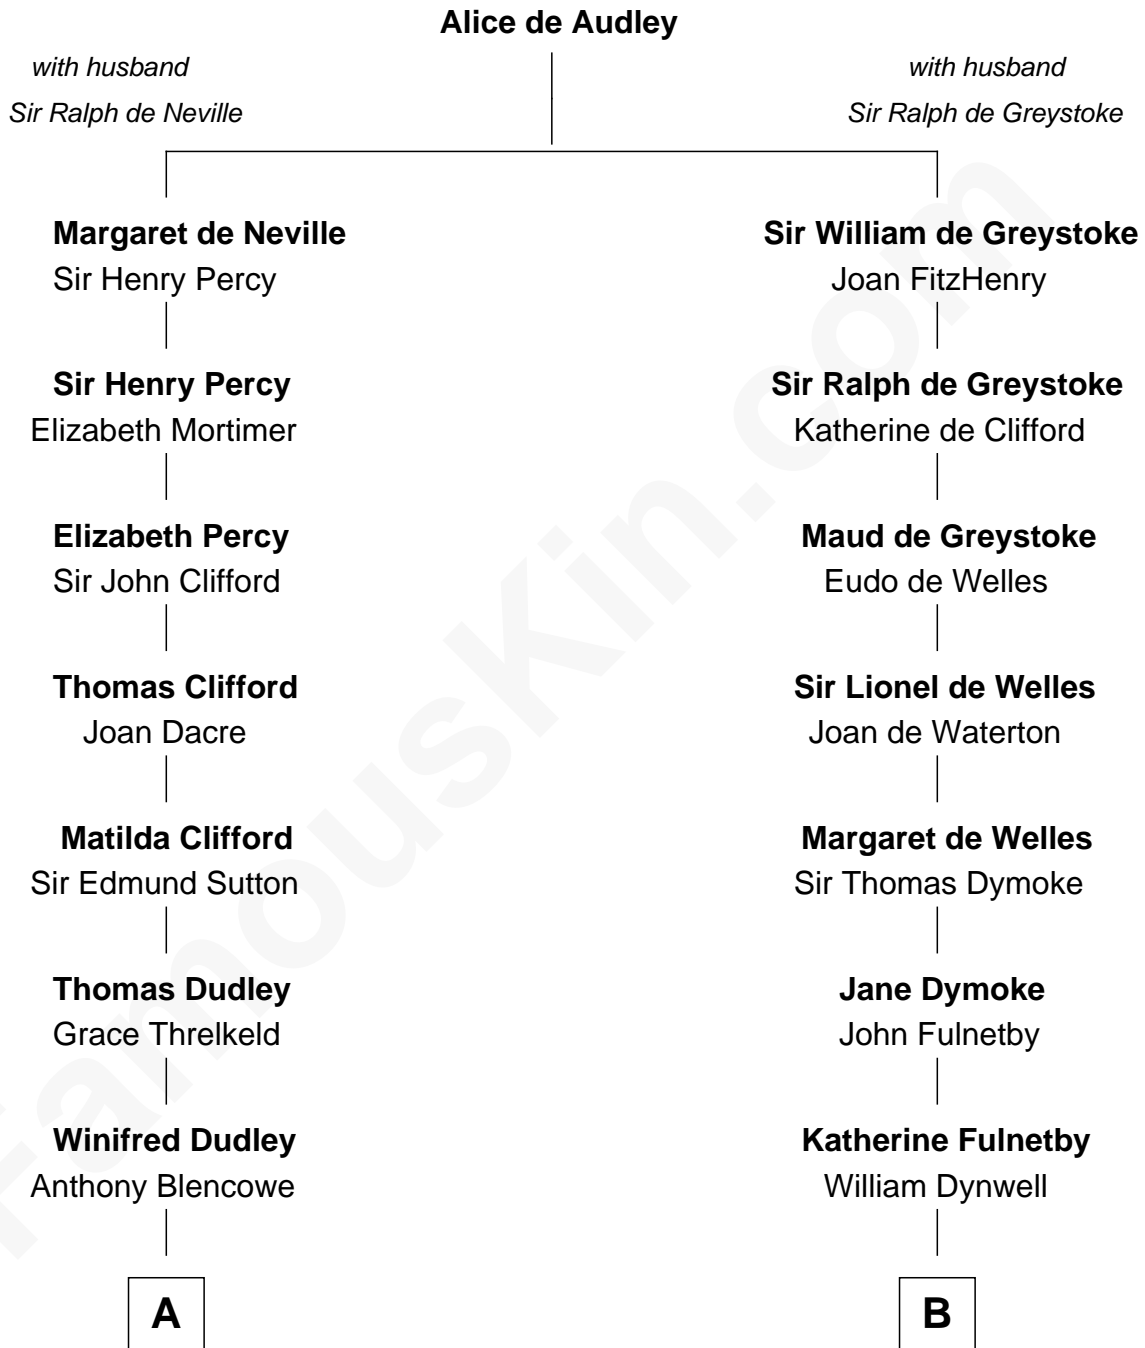 Alice de Audley
with husband
Sir Ralph de Neville
with husband
Sir Ralph de Greystoke
Margaret de Neville
Sir Henry Percy
Sir William de Greystoke
Joan FitzHenry
Sir Henry Percy
Elizabeth Mortimer
Sir Ralph de Greystoke
Katherine de Clifford
Elizabeth Percy
Sir John Clifford
Maud de Greystoke
Eudo de Welles
Thomas Clifford
Joan Dacre
Sir Lionel de Welles
Joan de Waterton
Matilda Clifford
Sir Edmund Sutton
Margaret de Welles
Sir Thomas Dymoke
Thomas Dudley
Grace Threlkeld
Jane Dymoke
John Fulnetby
Winifred Dudley
Anthony Blencowe
Katherine Fulnetby
William Dynwell
A
B
FamousKin.com